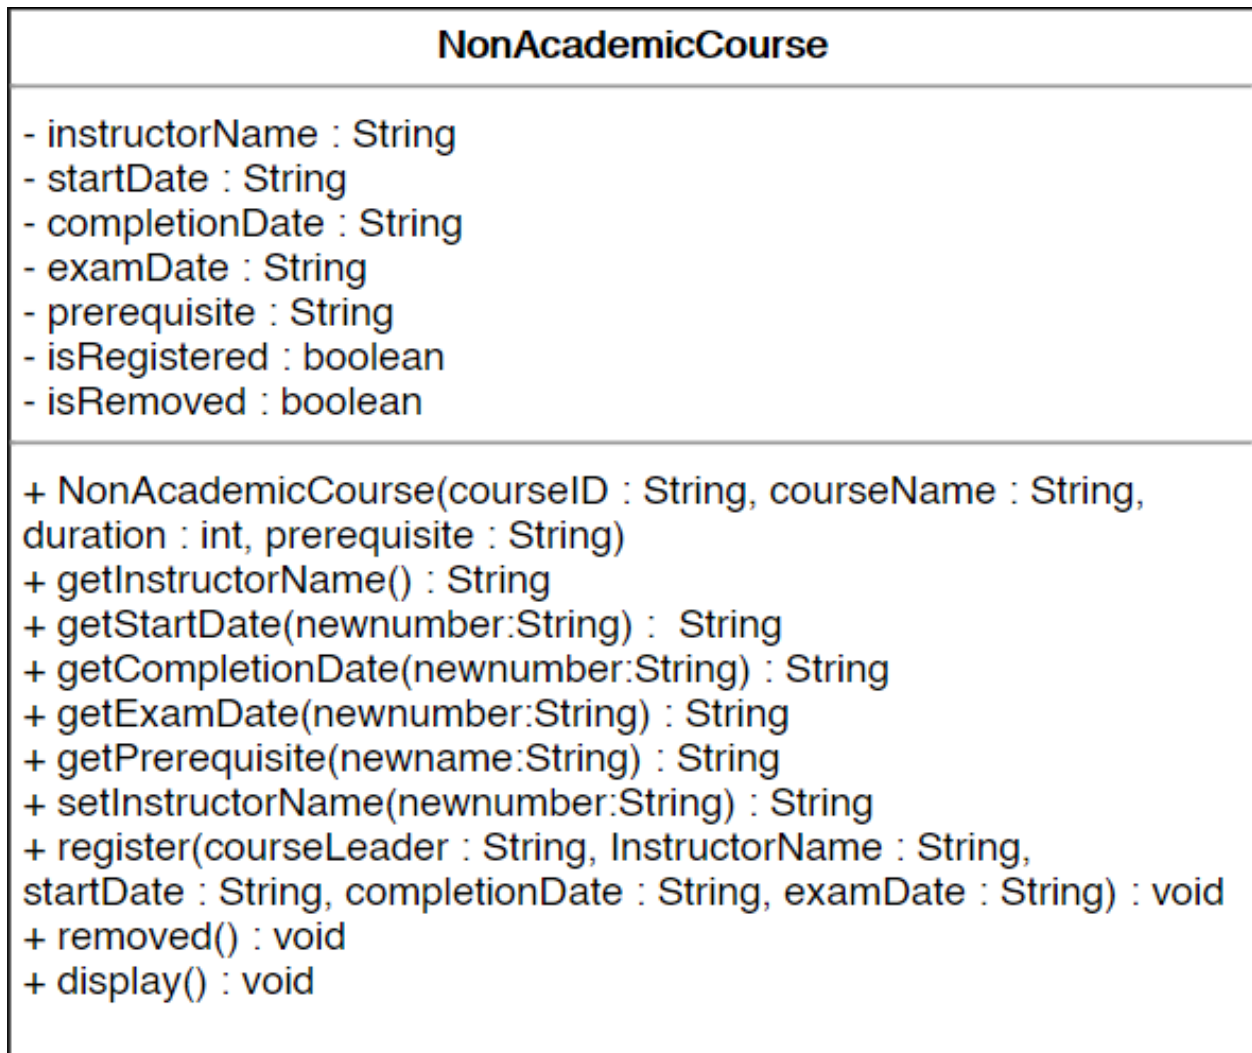 NonAcademicCourse
- instructorName : String
- startDate : String
- completionDate : String
- examDate : String
- prerequisite : String
- isRegistered : boolean
- isRemoved : boolean
+ NonAcademicCourse(courseID : String, courseName : String,
duration : int, prerequisite : String)
+ getInstructorName() : String
+ getStartDate(newnumber:String) :  String
+ getCompletionDate(newnumber:String) : String
+ getExamDate(newnumber:String) : String
+ getPrerequisite(newname:String) : String
+ setInstructorName(newnumber:String) : String
+ register(courseLeader : String, InstructorName : String,
startDate : String, completionDate : String, examDate : String) : void
+ removed() : void
+ display() : void